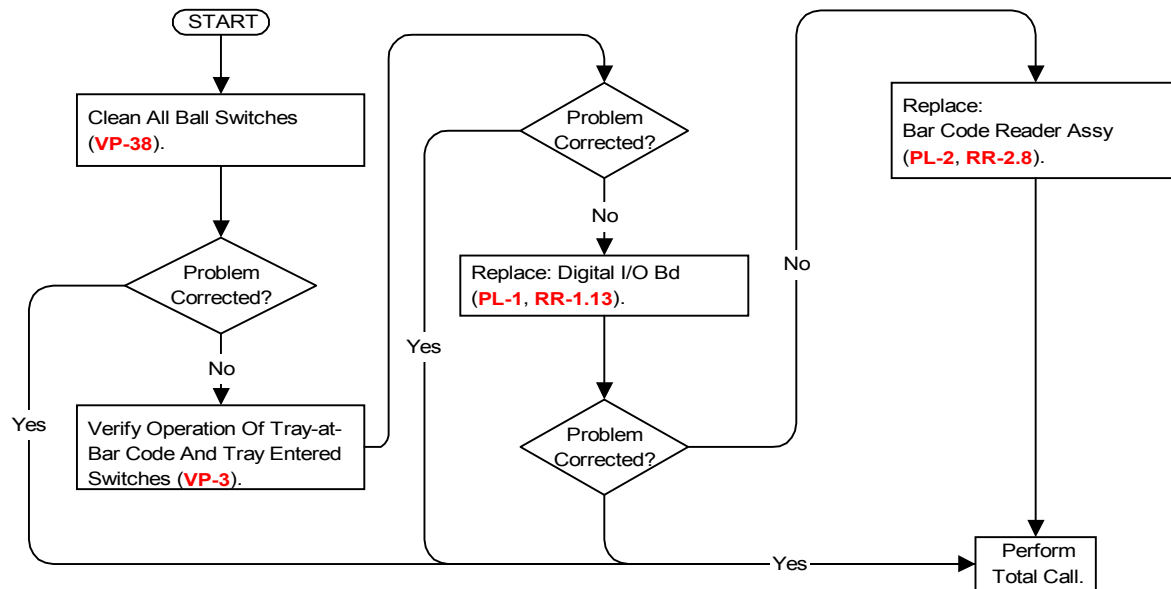 START
Clean All Ball Switches
(VP-38).
Problem
Corrected?
Yes
No
Verify Operation Of Tray-at-
Bar Code And Tray Entered
Switches (VP-3).
Problem
Corrected?
Yes
No
Replace: Digital I/O Bd
(PL-1, RR-1.13).
Problem
Corrected?
No
Yes
Replace:
Bar Code Reader Assy
(PL-2, RR-2.8).
Perform
Total Call.